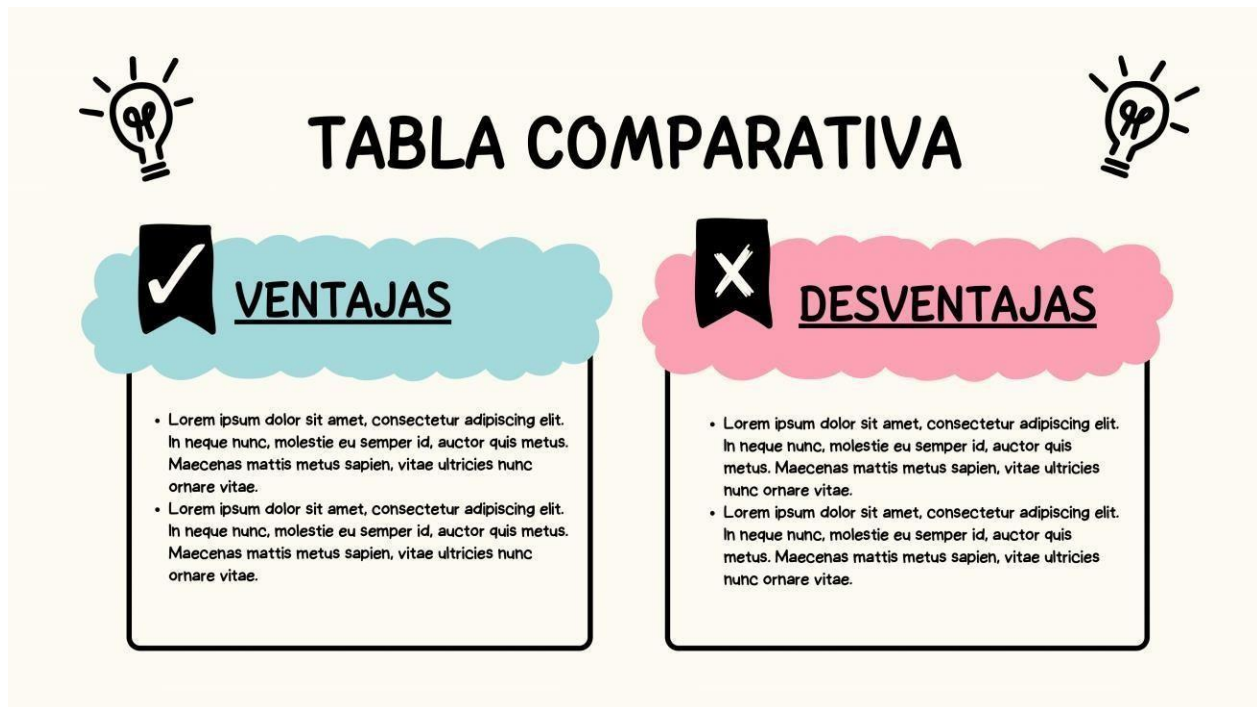 TABLA COMPARATIVA
VENTAJAS
• Lorem ipsum dolor sit amet, consectetur adipiscing elit.
In neque nunc, molestie eu semper id, auctor quis metus.
Maecenas mattis metus sapien, vitae ultricies nunc
ornare vitae.
• Lorem ipsum dolor sit amet, consectetur adipiscing elit.
In neque nunc, molestie eu semper id, auctor quis metus.
Maecenas mattis metus sapien, vitae ultricies nunc
ornare vitae.
DESVENTAJAS
• Lorem ipsum dolor sit amet, consectetur adipiscing elit.
In neque nunc, molestie eu semper id, auctor quis
metus. Maecenas mattis metus sapien, vitae ultricies
nunc ornare vitae.
• Lorem ipsum dolor sit amet, consectetur adipiscing elit.
In neque nunc, molestie eu semper id, auctor quis
metus. Maecenas mattis metus sapien, vitae ultricies
nunc ornare vitae.